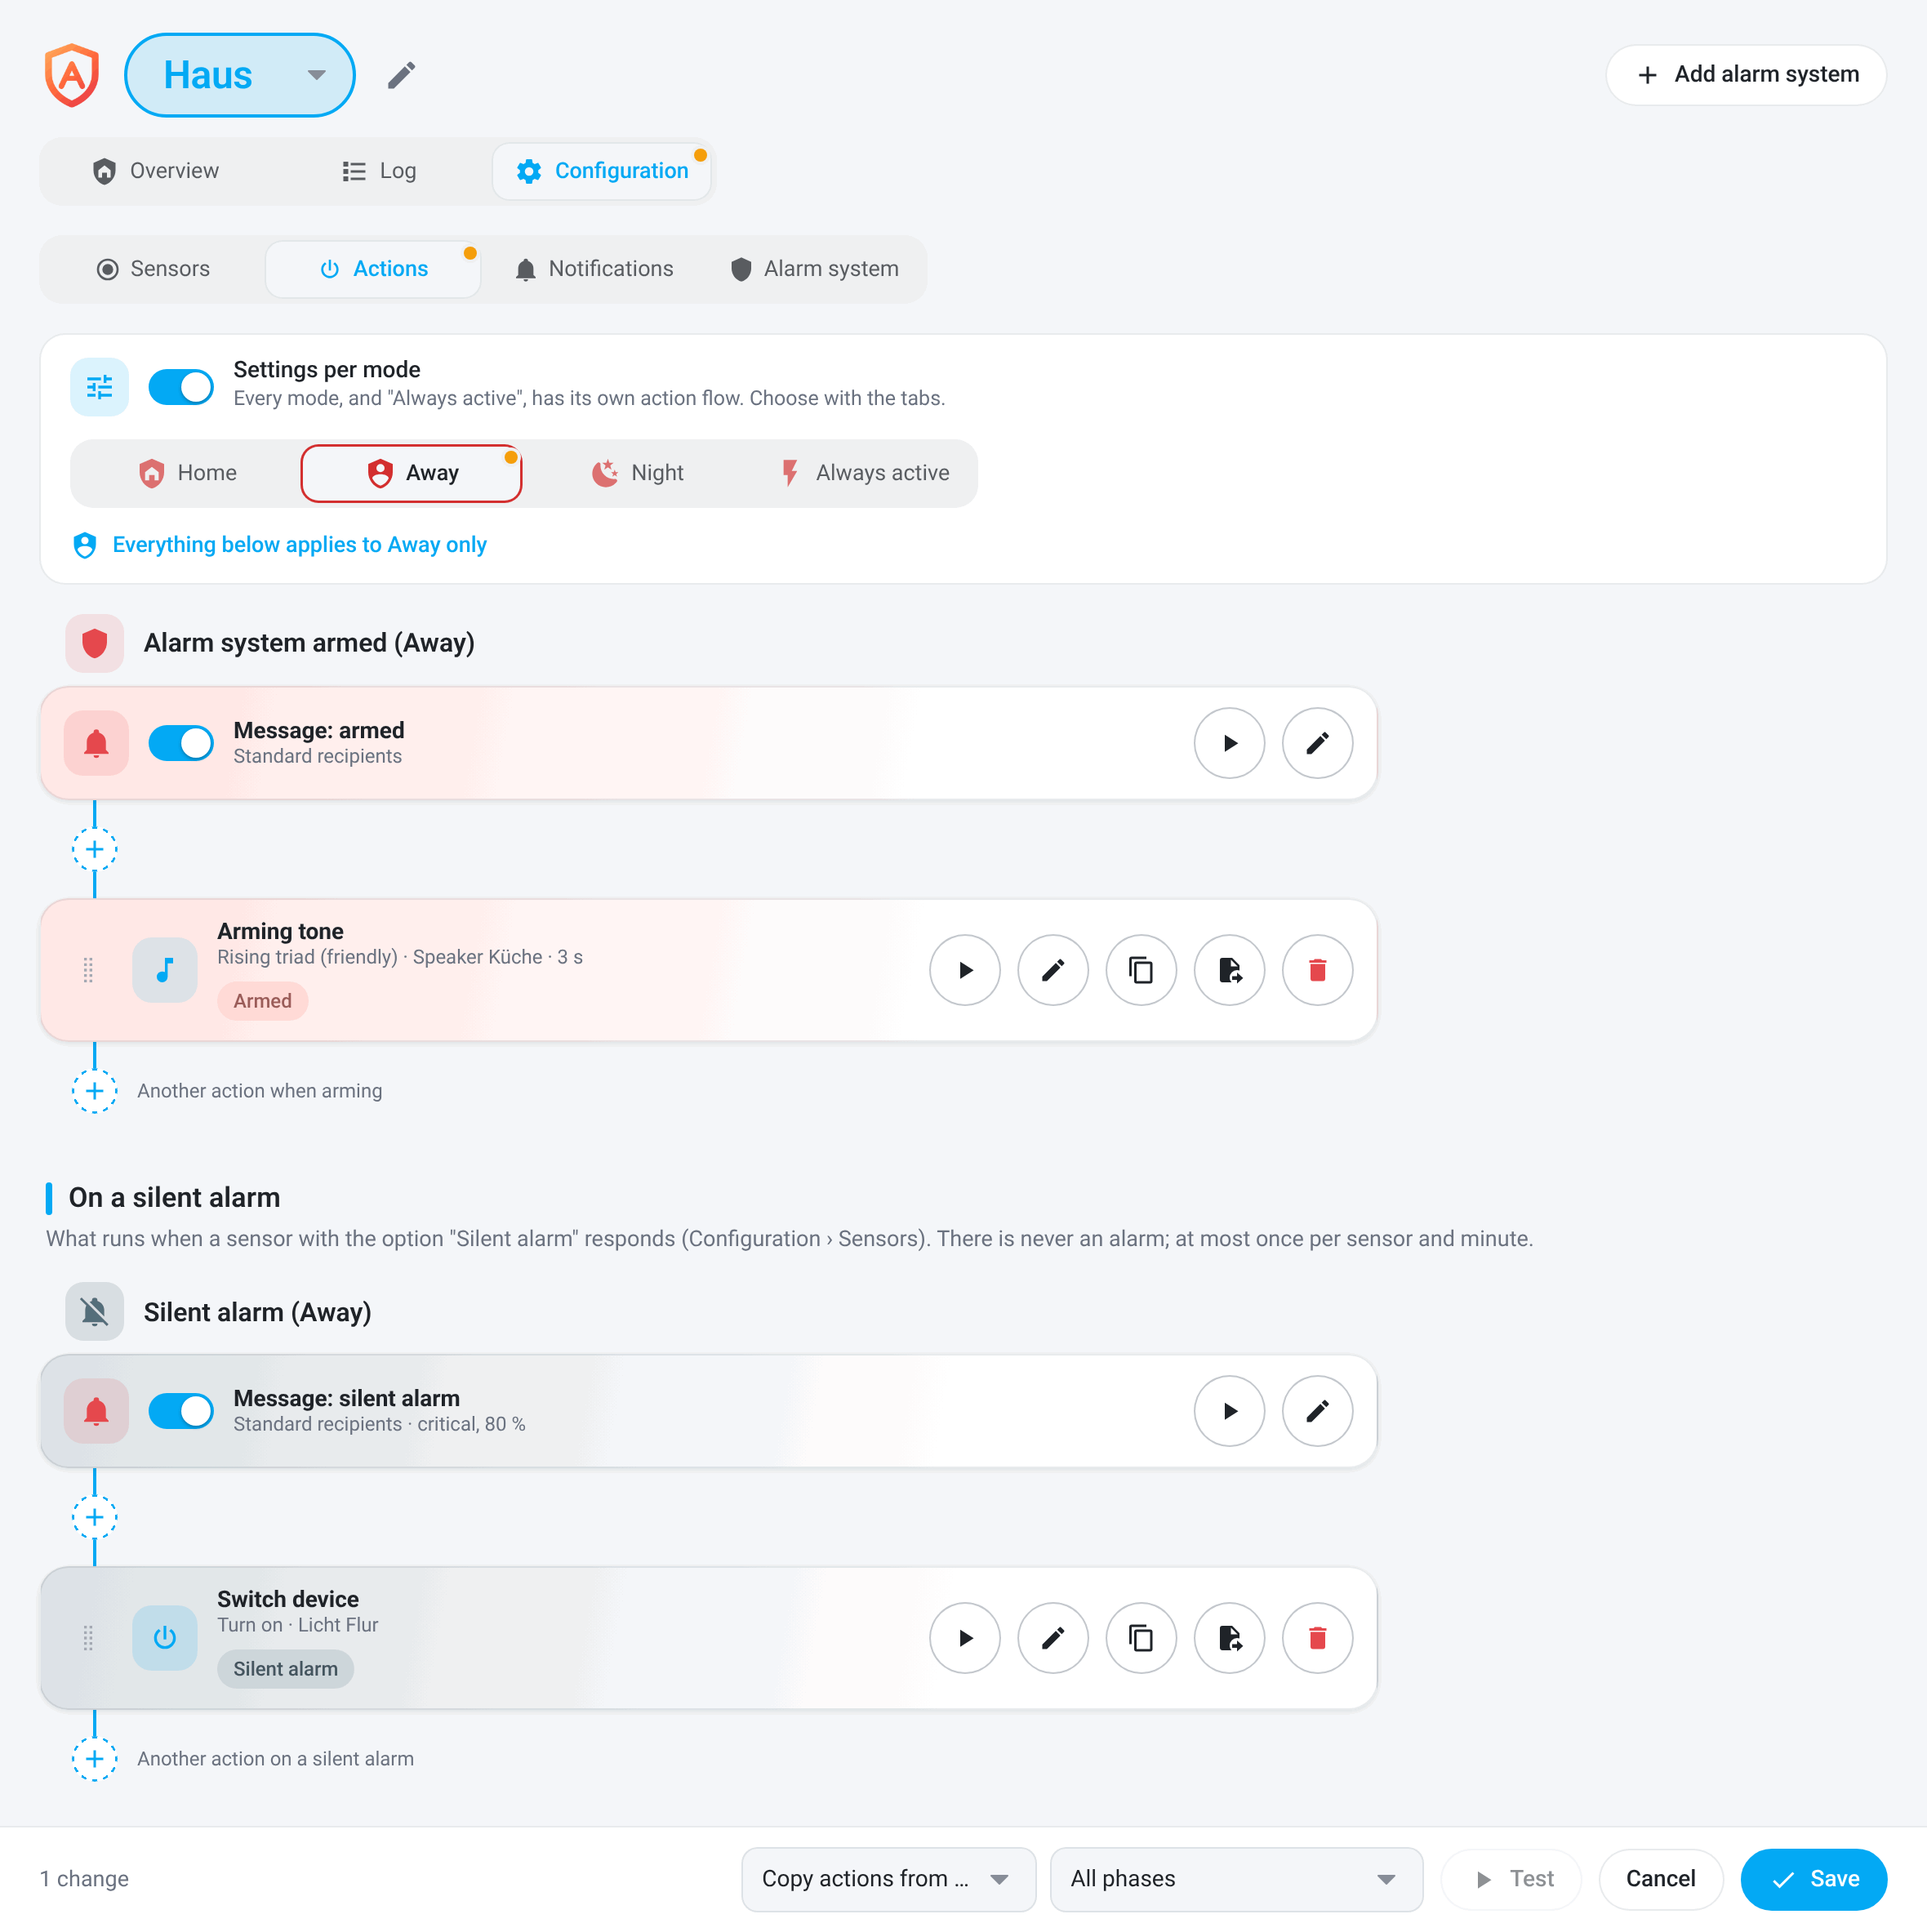 Haus
Add alarm system
Overview
Log
Configuration
Sensors
Actions
Notifications
Alarm system
Settings per mode
Every mode, and "Always active", has its own action flow. Choose with the tabs.
Home
Away
Night
Always active
Everything below applies to Away only
Alarm system armed (Away)
Message: armed
Standard recipients
Arming tone
Rising triad (friendly) · Speaker Küche · 3 s
Armed
Another action when arming
On a silent alarm
What runs when a sensor with the option "Silent alarm" responds (Configuration › Sensors). There is never an alarm; at most once per sensor and minute.
Silent alarm (Away)
Message: silent alarm
Standard recipients · critical, 80 %
Switch device
Turn on · Licht Flur
Silent alarm
Another action on a silent alarm
1 change
Copy actions from ...
All phases
Test
Cancel
Save